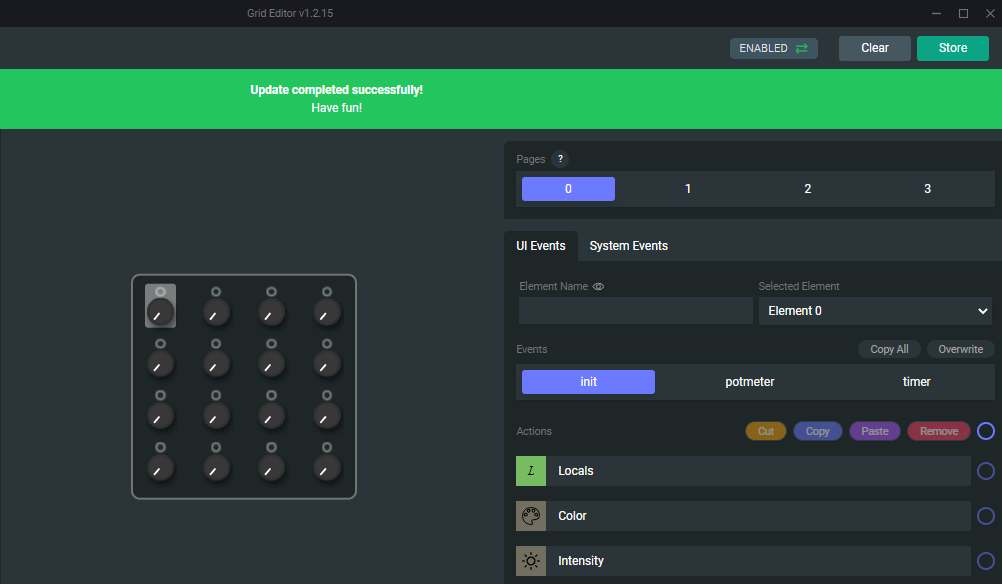 Grid Editor v1.2.15
ENABLED
Clear
Store
Update completed successfully!
Have fun!
Pages ?
0 1 2 3
UI Events System Events
Element Name Selected Element
Element 0
Events Copy All Overwrite
init potmeter timer
Actions Cut Copy Paste Remove
L Locals
Color
Intensity